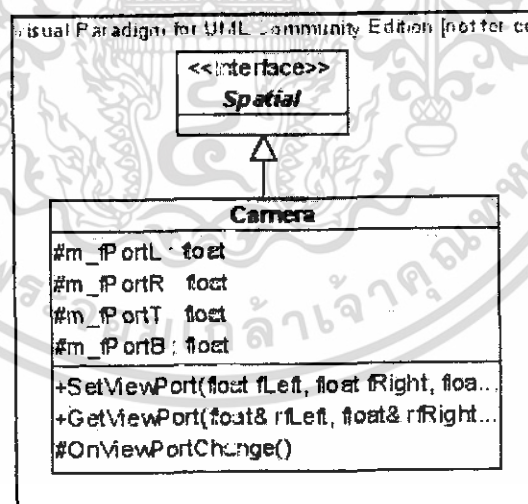 Visual Paradigm for UML Community Edition [not for co
<<Interface>>
Spatial
Camera
#m_fPortL : float
#m_fPortR float
#m_fPortT float
#m_fPortB : float
+SetViewPort(float fLeft, float fRight, floa...
+GetViewPort(float& rfLeft, float& rfRight...
#OnViewPortChange()